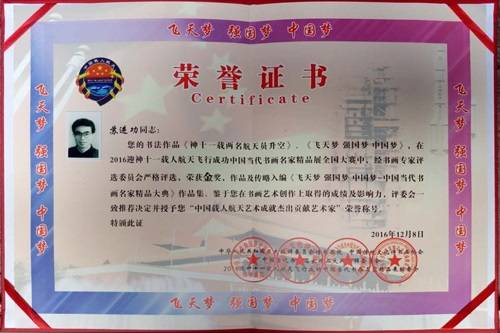 飞天梦 强国梦 中国梦
荣誉证书
Certificate
苏进功同志:
您的书法作品《神十一载两名航天员升空》、《飞天梦 强国梦 中国梦》,在
2016迎神十一载人航天飞行成功中国当代书画名家精品展全国大赛中,经书画专家评
选委员会严格评选,荣获金奖,作品及传略入编《飞天梦 强国梦 中国梦—中国当代书
画名家精品大典》作品集。鉴于您在书画艺术创作上取得的成绩及影响力,评委会一
致推荐决定并授予您“中国载人航天艺术成就杰出贡献艺术家”荣誉称号。
特颁此证
2016年12月8日
飞天梦 强国梦 中国梦
飞天梦 强国梦 中国梦
飞天梦 强国梦 中国梦